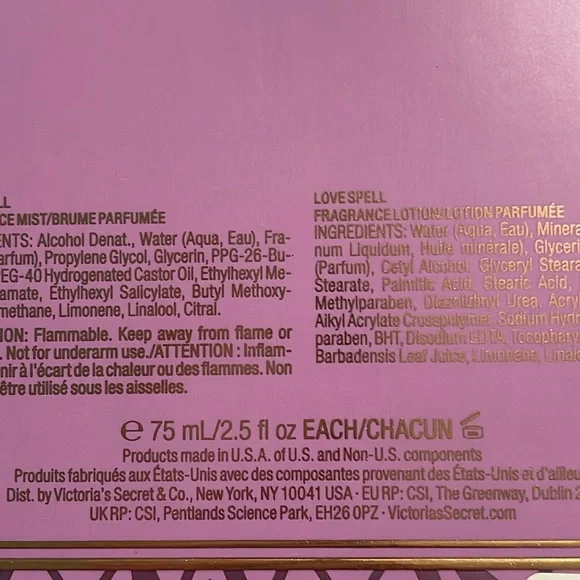 LL
CE MIST/BRUME PARFUMÉE
ENTS: Alcohol Denat., Water (Aqua, Eau), Fra-
arfum), Propylene Glycol, Glycerin, PPG-26-Bu-
PEG-40 Hydrogenated Castor Oil, Ethylhexyl Me-
amate, Ethylhexyl Salicylate, Butyl Methoxy-
methane, Limonene, Linalool, Citral.
ON: Flammable. Keep away from flame or
. Not for underarm use./ATTENTION : Inflam-
nir à l'écart de la chaleur ou des flammes. Non
être utilisé sous les aisselles.
LOVE SPELL
FRAGRANCE LOTION/LOTION PARFUMÉE
INGREDIENTS: Water (Aqua, Eau), Minera
num Liquidum, Huile minérale), Glyceri
(Parfum), Cetyl Alcohol, Glyceryl Steara
Stearate, Palmitic Acid, Stearic Acid,
Methylparaben, Diazolidinyl Urea, Acry
Alkyl Acrylate Crosspolymer, Sodium Hydr
paraben, BHT, Disodium EDTA, Tocophery
Barbadensis Leaf Juice, Limonene, Linalo
℮ 75 mL/2.5 fl oz EACH/CHACUN
Products made in U.S.A. of U.S. and Non-U.S. components
Produits fabriqués aux États-Unis avec des composantes provenant des États-Unis et d'ailleu
Dist. by Victoria's Secret & Co., New York, NY 10041 USA · EU RP: CSI, The Greenway, Dublin 2
UK RP: CSI, Pentlands Science Park, EH26 0PZ · VictoriasSecret.com